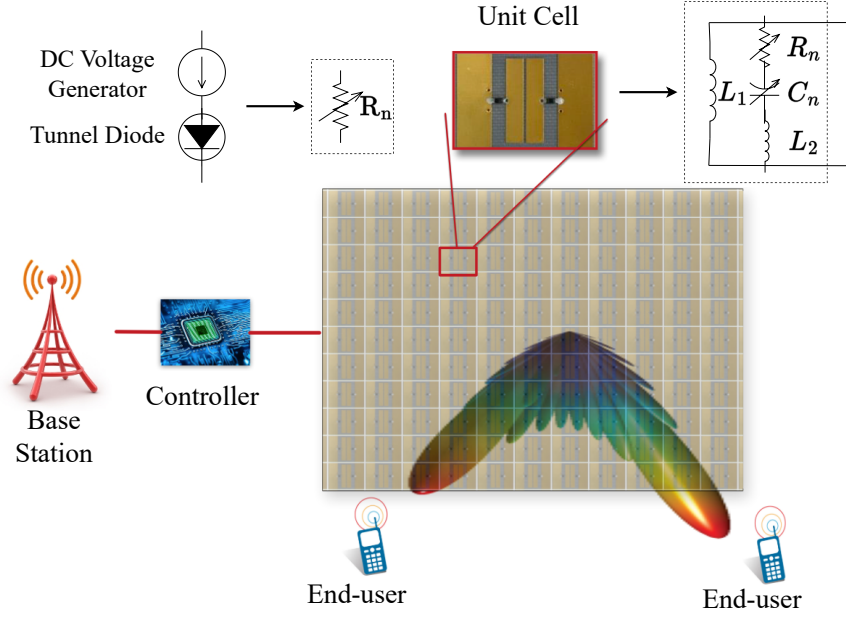 Unit Cell
DC Voltage
Generator
Tunnel Diode
Rn
L1
Rn
Cn
L2
Base
Station
Controller
End-user
End-user